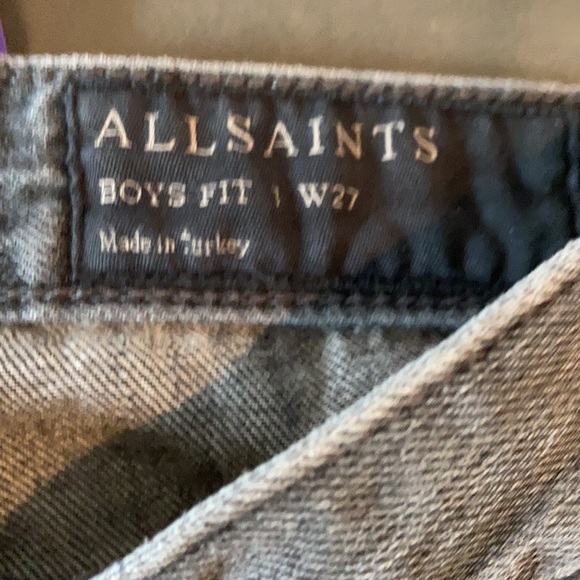 ALLSAINTS
BOYS FIT | W27
Made in Turkey